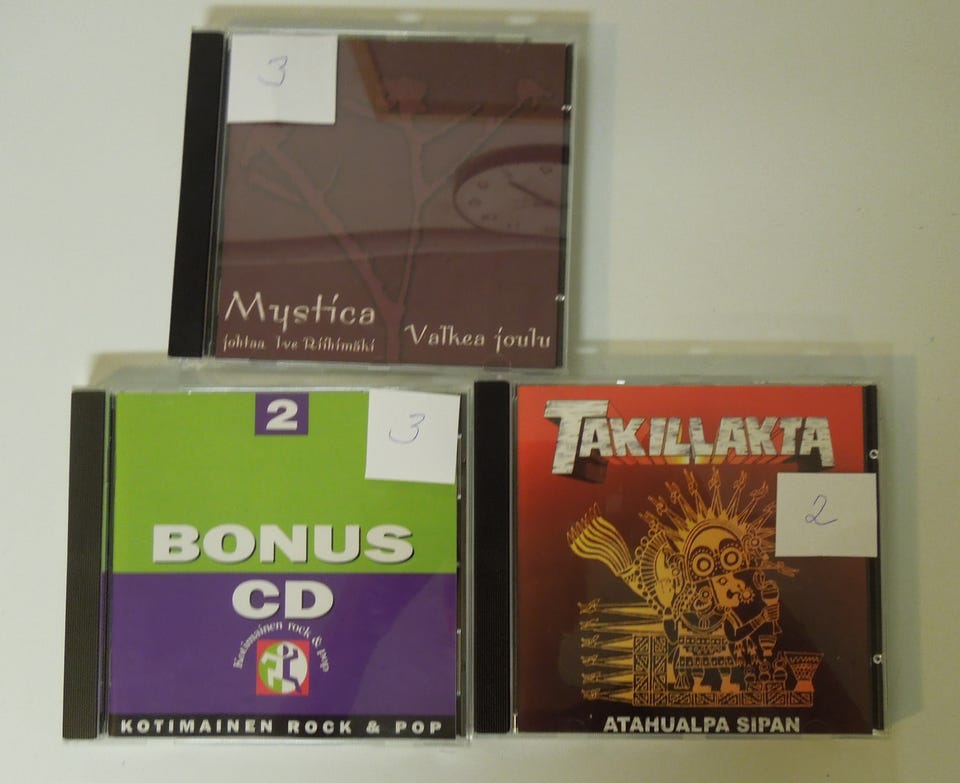 3
Mystica
johtaa Ive Riihimäki
Valkea joulu
2
3
BONUS
CD
Kotimainen rock & pop
KOTIMAINEN ROCK & POP
TAKILLAKTA
2
ATAHUALPA SIPAN